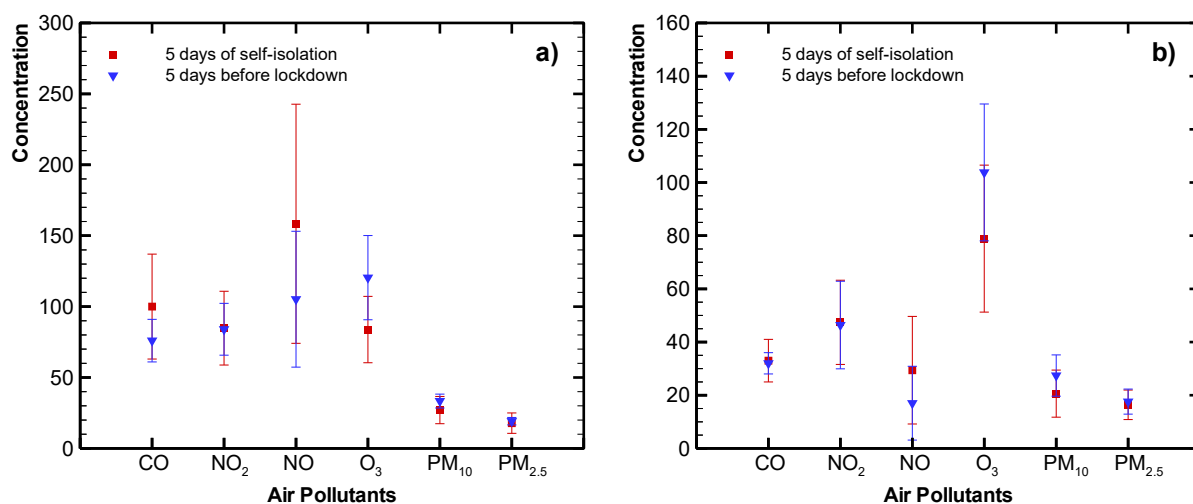 300
250
200
150
100
50
0
Concentration
5 days of self-isolation
5 days before lockdown
a)
CO NO₂ NO O₃ PM₁₀ PM₂.₅
Air Pollutants
160
140
120
100
80
60
40
20
0
Concentration
5 days of self-isolation
5 days before lockdown
b)
CO NO₂ NO O₃ PM₁₀ PM₂.₅
Air Pollutants